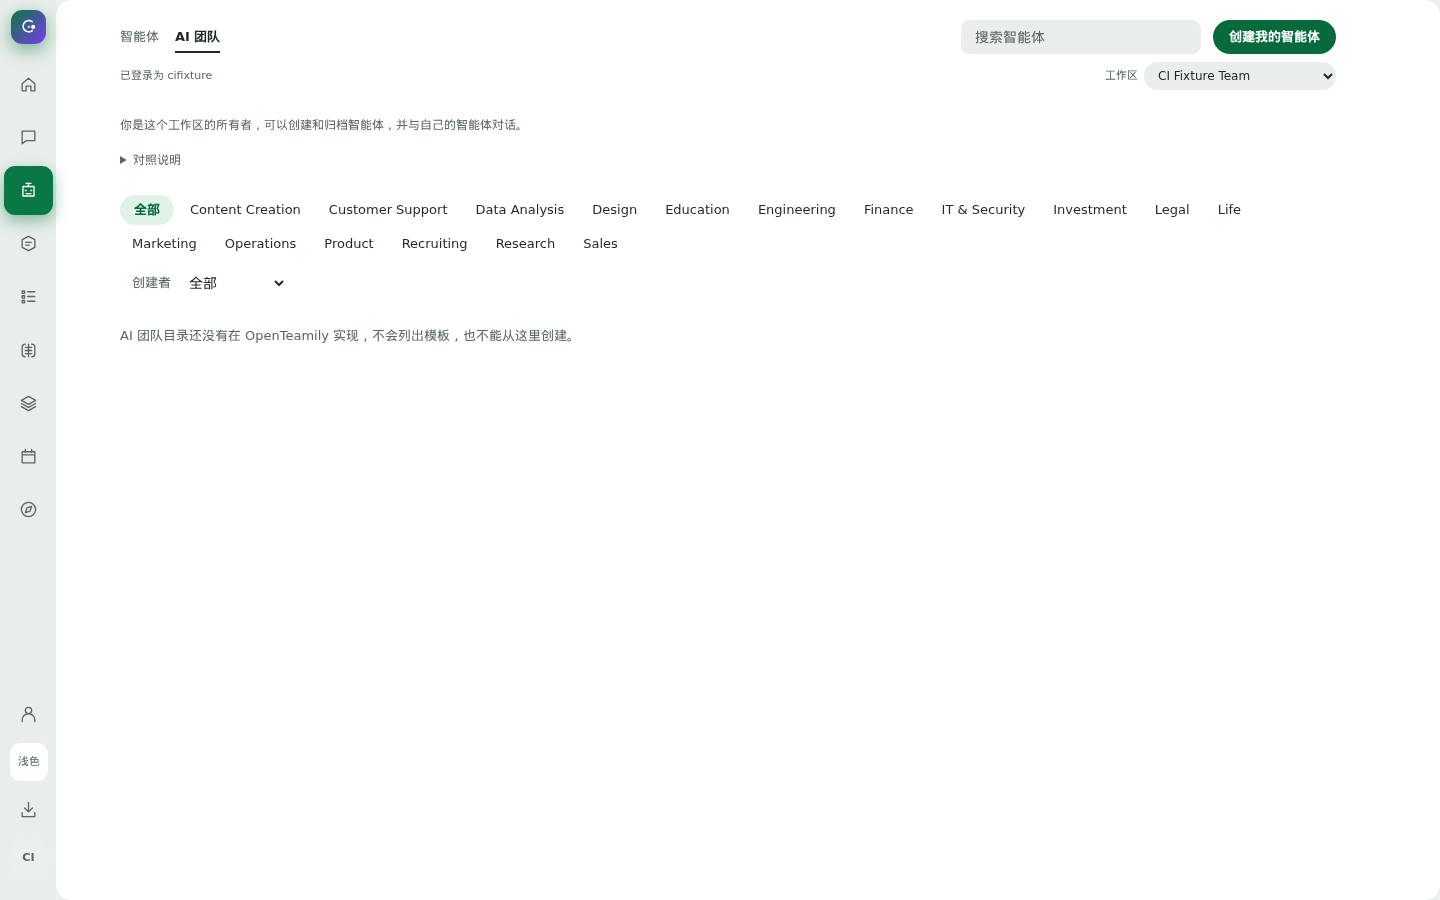 智能体 AI 团队 搜索智能体 创建我的智能体
已登录为 cifixture 工作区 CI Fixture Team
你是这个工作区的所有者，可以创建和归档智能体，并与自己的智能体对话。
对照说明
全部 Content Creation Customer Support Data Analysis Design Education Engineering Finance IT & Security Investment Legal Life
Marketing Operations Product Recruiting Research Sales
创建者 全部
AI 团队目录还没有在 OpenTeamily 实现，不会列出模板，也不能从这里创建。
浅色
CI